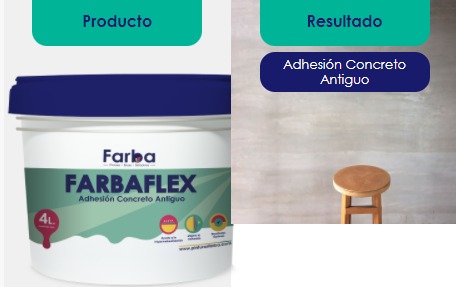 Producto
Resultado
Adhesión Concreto
Antiguo
Farba
FARBAFLEX
Adhesión Concreto Antiguo
4L.